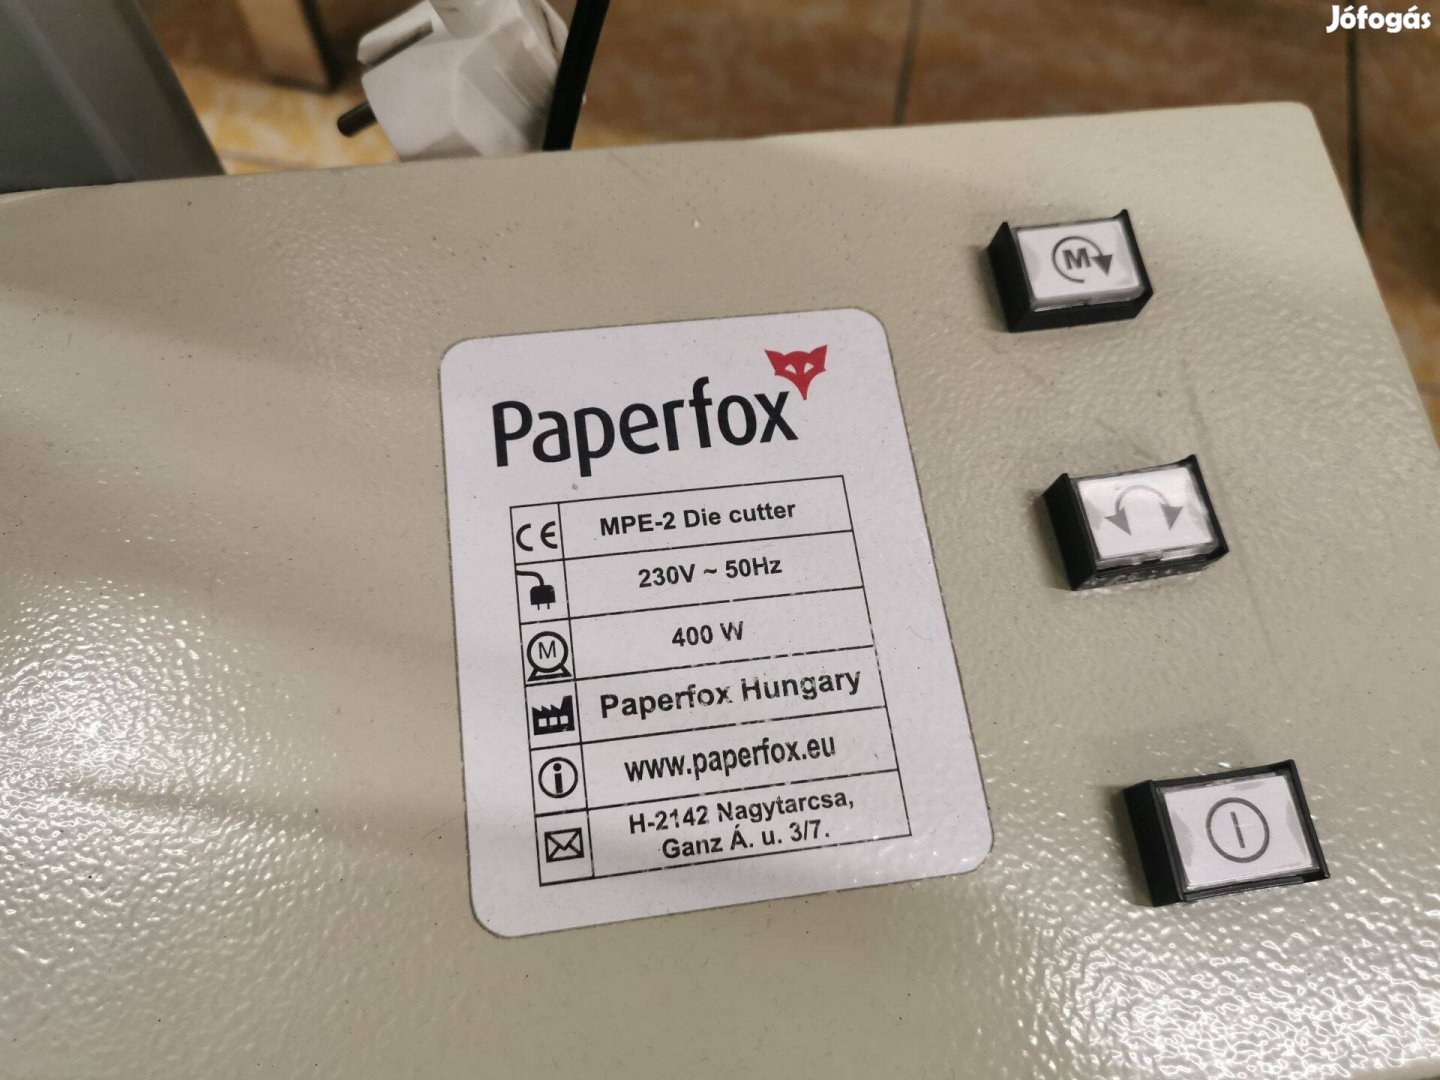 Jófogás
M
Paperfox
CE
MPE-2 Die cutter
230V ~ 50Hz
M
400 W
Paperfox Hungary
i
www.paperfox.eu
H-2142 Nagytarcsa,
Ganz Á. u. 3/7.